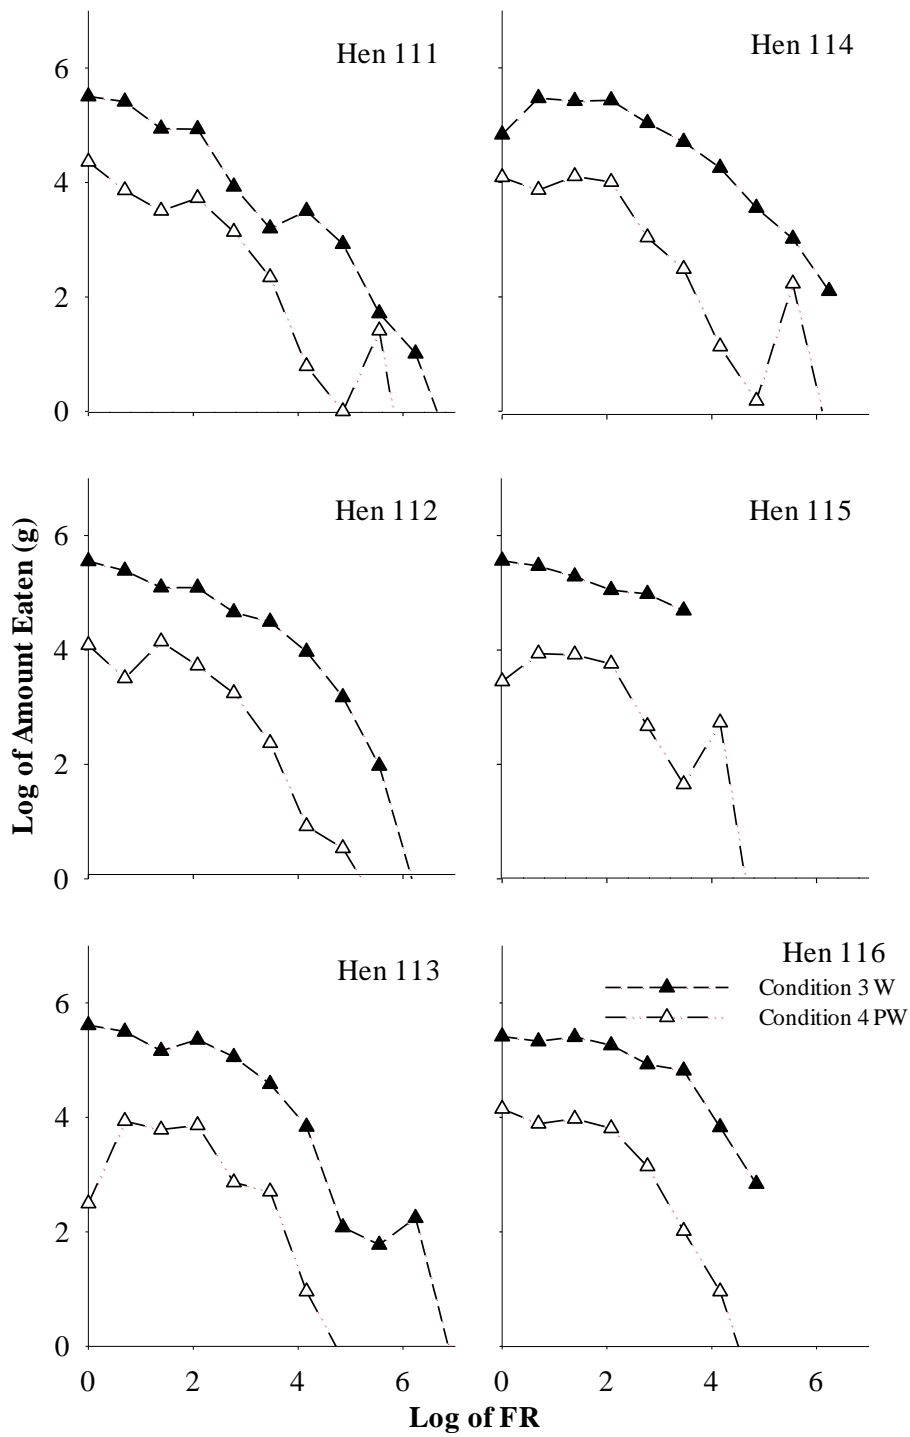 Hen 111
Hen 114
6
4
2
0
Hen 112
Hen 115
Log of Amount Eaten (g)
6
4
2
0
Hen 113
Hen 116
Condition 3 W
Condition 4 PW
6
4
2
0
0 2 4 6
0 2 4 6
Log of FR